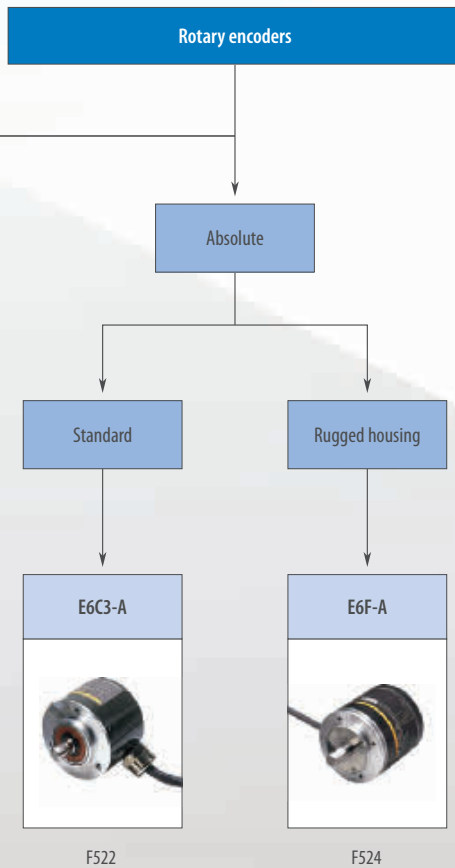 Rotary encoders
Absolute
Standard
Rugged housing
E6C3-A
E6F-A
F522
F524